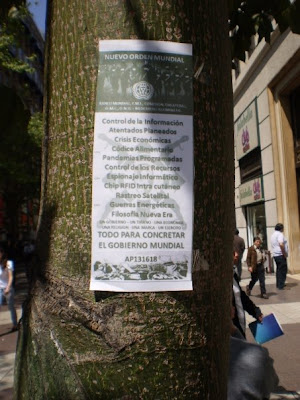 NUEVO ORDEN MUNDIAL
Control de la Información
Atentados Planeados
Crisis Económicas
Códice Alimentario
Pandemias Programadas
Control de los Recursos
Espionaje Informático
Chip RFID Intra cutáneo
Rastreo Satelital
Guerras Energéticas
Filosofía Nueva Era
TODO PARA CONCRETAR
EL GOBIERNO MUNDIAL
AP131618